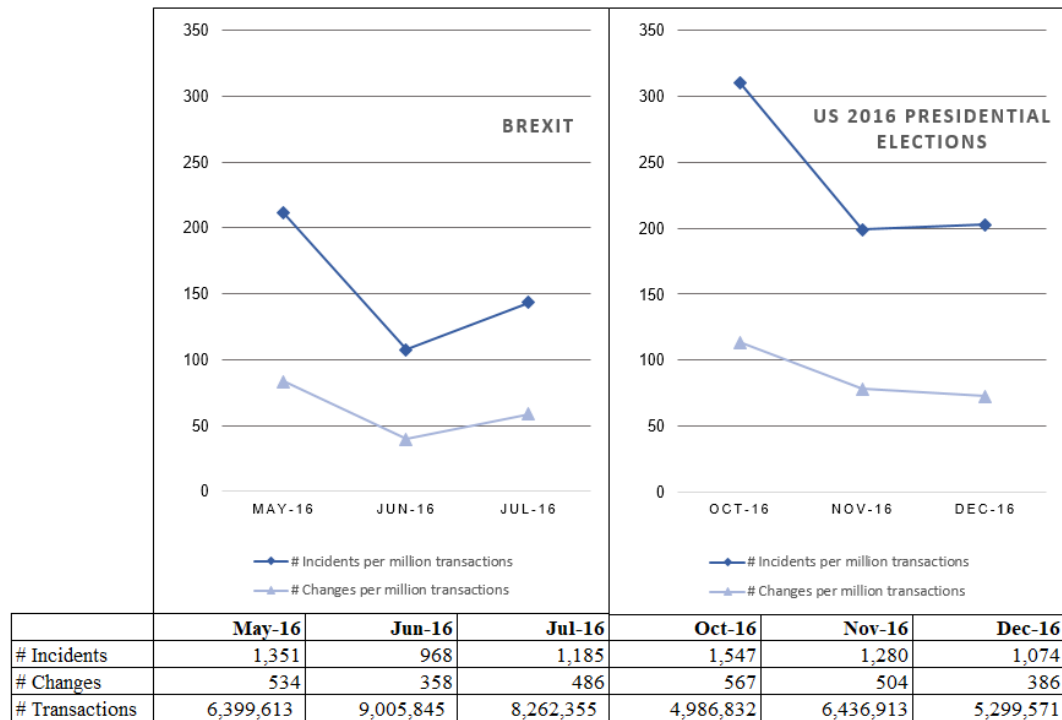 350
300
250
200
150
100
50
0
BREXIT
MAY-16 JUN-16 JUL-16
# Incidents per million transactions
# Changes per million transactions
350
300
250
200
150
100
50
0
US 2016 PRESIDENTIAL
ELECTIONS
OCT-16 NOV-16 DEC-16
# Incidents per million transactions
# Changes per million transactions
May-16 Jun-16 Jul-16 Oct-16 Nov-16 Dec-16
# Incidents 1,351 968 1,185 1,547 1,280 1,074
# Changes 534 358 486 567 504 386
# Transactions 6,399,613 9,005,845 8,262,355 4,986,832 6,436,913 5,299,571